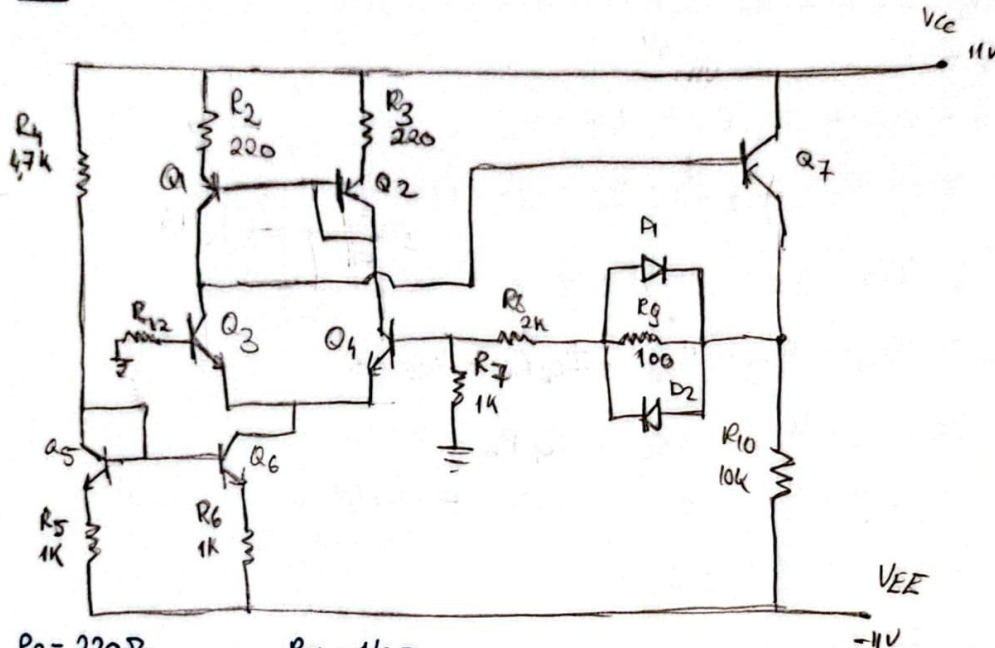 Vcc
11V
R4
4,7K
R2
220
R3
220
Q1
Q2
Q7
D1
R12
Q3
Q4
R8
2K
R9
100
R7
1K
D2
Q5
Q6
R10
10K
R5
1K
R6
1K
VEE
-11V